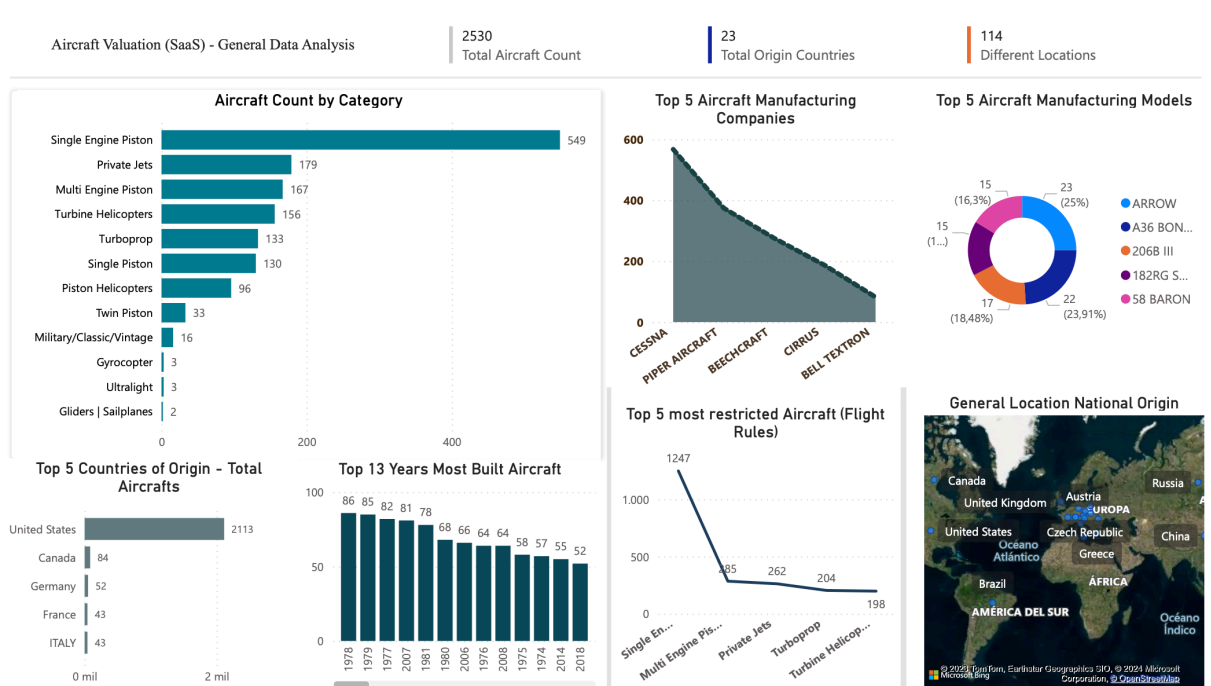 Aircraft Valuation (SaaS) - General Data Analysis
2530
Total Aircraft Count
23
Total Origin Countries
114
Different Locations
Aircraft Count by Category
Single Engine Piston
549
Private Jets
179
Multi Engine Piston
167
Turbine Helicopters
156
Turboprop
133
Single Piston
130
Piston Helicopters
96
Twin Piston
33
Military/Classic/Vintage
16
Gyrocopter
3
Ultralight
3
Gliders | Sailplanes
2
0
200
400
Top 5 Aircraft Manufacturing
Companies
600
400
200
0
CESSNA
PIPER AIRCRAFT
BEECHCRAFT
CIRRUS
BELL TEXTRON
Top 5 Aircraft Manufacturing Models
23
(25%)
22
(23,91%)
17
(18,48%)
15
(1...)
15
(16,3%)
ARROW
A36 BON...
206B III
182RG S...
58 BARON
Top 5 Countries of Origin - Total
Aircrafts
United States
2113
Canada
84
Germany
52
France
43
ITALY
43
0 mil
2 mil
Top 13 Years Most Built Aircraft
100
50
0
86
85
82
81
78
68
66
64
64
58
57
55
52
1978
1979
1977
2007
1981
1980
2006
1976
2008
1975
1974
2014
2018
Top 5 most restricted Aircraft (Flight
Rules)
1.000
500
0
1247
285
262
204
198
Single En...
Multi Engine Pis...
Private Jets
Turboprop
Turbine Helicop...
General Location National Origin
Canada
Russia
United Kingdom
Austria
EUROPA
A
United States
Czech Republic
China
Océano
Atlántico
Greece
ÁFRICA
Brazil
AMÉRICA DEL SUR
Océano
Índico
Microsoft Bing
© 2023 TomTom, Earthstar Geographics SIO, © 2024 Microsoft
Corporation, © OpenStreetMap